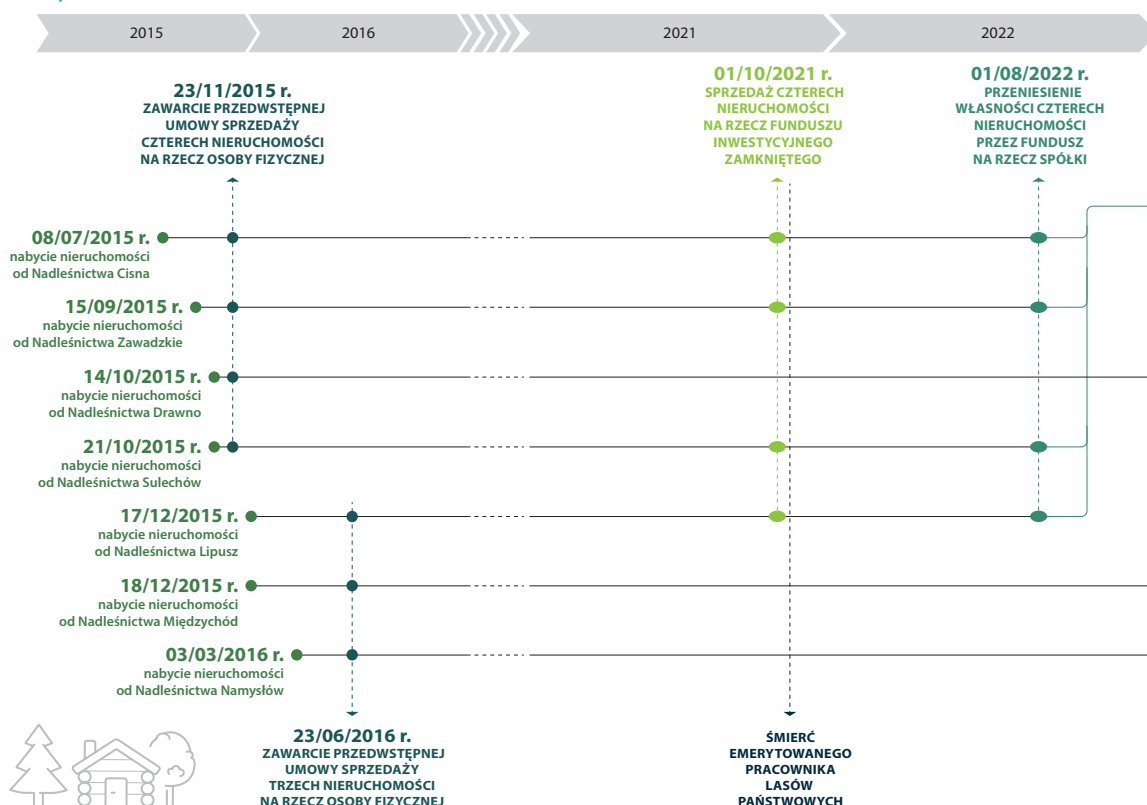 2015
2016
2021
2022
23/11/2015 r.
ZAWARCIE PRZEDWSTĘPNEJ
UMOWY SPRZEDAŻY
CZTERECH NIERUCHOMOŚCI
NA RZECZ OSOBY FIZYCZNEJ
01/10/2021 r.
SPRZEDAŻ CZTERECH
NIERUCHOMOŚCI
NA RZECZ FUNDUSZU
INWESTYCYJNEGO
ZAMKNIĘTEGO
01/08/2022 r.
PRZENIESIENIE
WŁASNOŚCI CZTERECH
NIERUCHOMOŚCI
PRZEZ FUNDUSZ
NA RZECZ SPÓŁKI
08/07/2015 r.
nabycie nieruchomości
od Nadleśnictwa Cisna
15/09/2015 r.
nabycie nieruchomości
od Nadleśnictwa Zawadzkie
14/10/2015 r.
nabycie nieruchomości
od Nadleśnictwa Drawno
21/10/2015 r.
nabycie nieruchomości
od Nadleśnictwa Sulechów
17/12/2015 r.
nabycie nieruchomości
od Nadleśnictwa Lipusz
18/12/2015 r.
nabycie nieruchomości
od Nadleśnictwa Międzychód
03/03/2016 r.
nabycie nieruchomości
od Nadleśnictwa Namysłów
23/06/2016 r.
ZAWARCIE PRZEDWSTĘPNEJ
UMOWY SPRZEDAŻY
TRZECH NIERUCHOMOŚCI
NA RZECZ OSOBY FIZYCZNEJ
ŚMIERĆ
EMERYTOWANEGO
PRACOWNIKA
LASÓW
PAŃSTWOWYCH